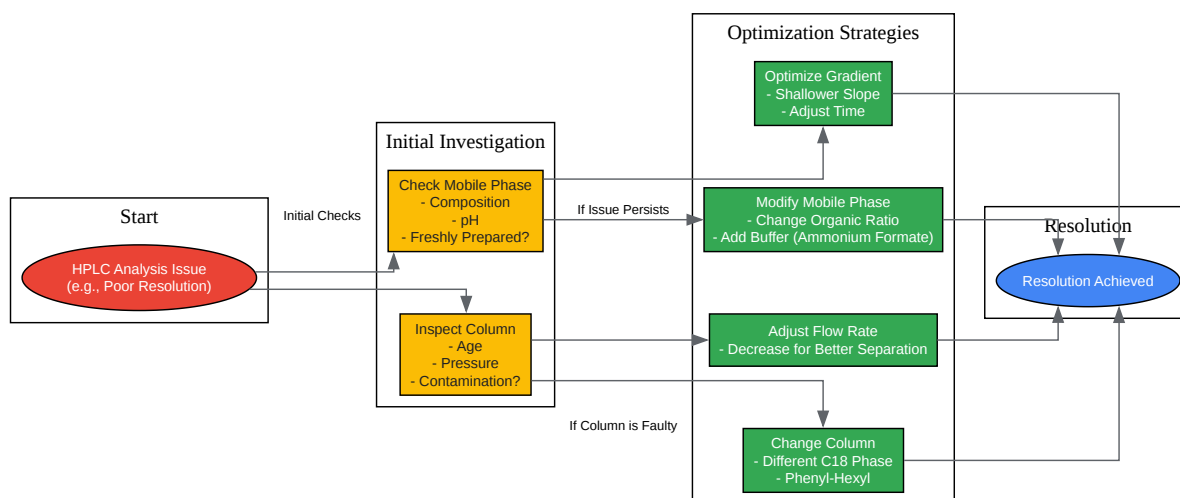 Start
HPLC Analysis Issue
(e.g., Poor Resolution)
Initial Checks
Initial Investigation
Check Mobile Phase
- Composition
- pH
- Freshly Prepared?
Inspect Column
- Age
- Pressure
- Contamination?
If Issue Persists
If Column is Faulty
Optimization Strategies
Optimize Gradient
- Shallower Slope
- Adjust Time
Modify Mobile Phase
- Change Organic Ratio
- Add Buffer (Ammonium Formate)
Adjust Flow Rate
- Decrease for Better Separation
Change Column
- Different C18 Phase
- Phenyl-Hexyl
Resolution
Resolution Achieved